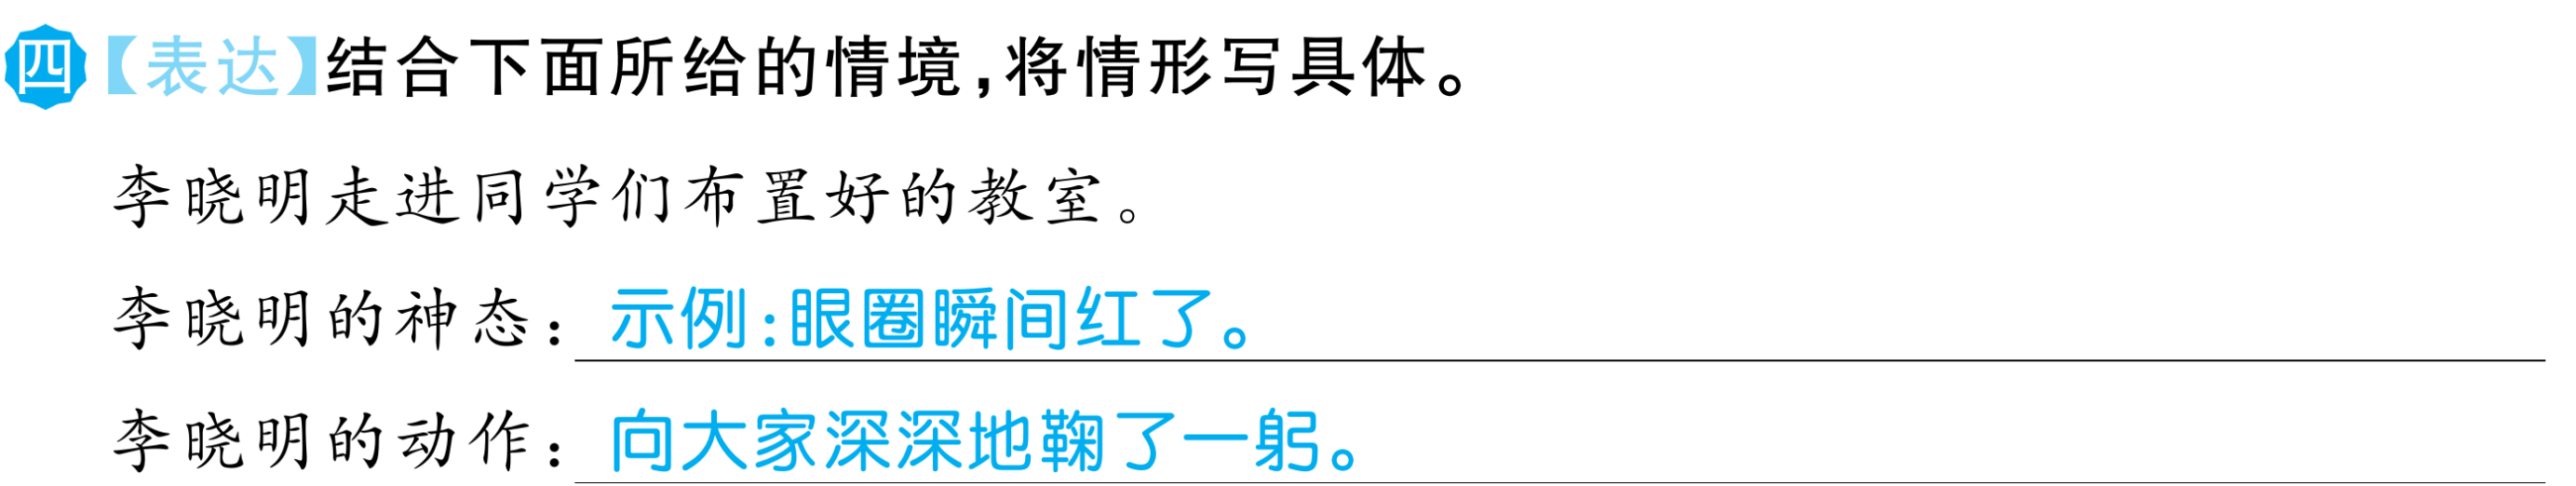 四【表达】结合下面所给的情境,将情形写具体。
李晓明走进同学们布置好的教室。
李晓明的神态：示例:眼圈瞬间红了。
李晓明的动作：向大家深深地鞠了一躬。